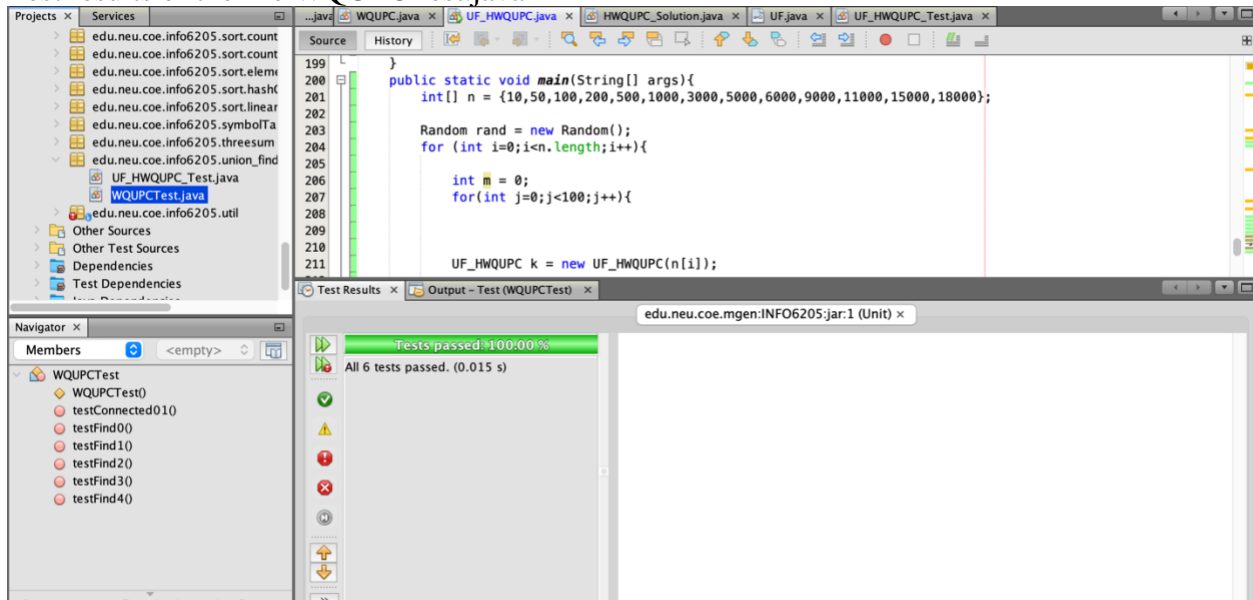 Projects Services
edu.neu.coe.info6205.sort.count
edu.neu.coe.info6205.sort.count
edu.neu.coe.info6205.sort.eleme
edu.neu.coe.info6205.sort.hash
edu.neu.coe.info6205.sort.linear
edu.neu.coe.info6205.symbolTa
edu.neu.coe.info6205.threesum
edu.neu.coe.info6205.union_find
UF_HWQUPC_Test.java
WQUPCTest.java
edu.neu.coe.info6205.util
Other Sources
Other Test Sources
Dependencies
Test Dependencies
...java WQUPC.java UF_HWQUPC.java HWQUPC_Solution.java UF.java UF_HWQUPC_Test.java
Source History
199 }
200 public static void main(String[] args){
201 int[] n = {10,50,100,200,500,1000,3000,5000,6000,9000,11000,15000,18000};
202
203 Random rand = new Random();
204 for (int i=0;i<n.length;i++){
205
206 int m = 0;
207 for(int j=0;j<100;j++){
208
209
210
211 UF_HWQUPC k = new UF_HWQUPC(n[i]);
Navigator
Members <empty>
WQUPCTest
WQUPCTest()
testConnected01()
testFind0()
testFind1()
testFind2()
testFind3()
testFind4()
Test Results Output – Test (WQUPCTest)
edu.neu.coe.mgen:INFO6205:jar:1 (Unit)
Tests passed: 100.00 %
All 6 tests passed. (0.015 s)